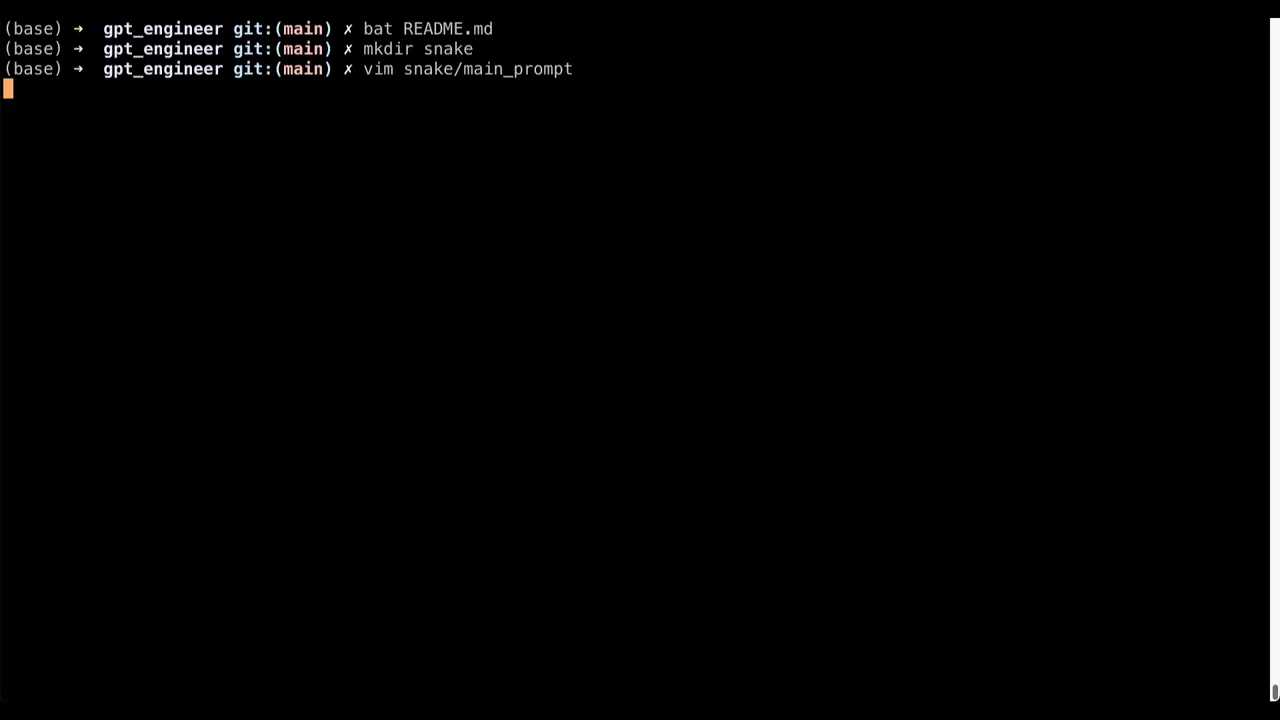 (base) ➜  gpt_engineer git:(main) ✗ bat README.md
(base) ➜  gpt_engineer git:(main) ✗ mkdir snake
(base) ➜  gpt_engineer git:(main) ✗ vim snake/main_prompt